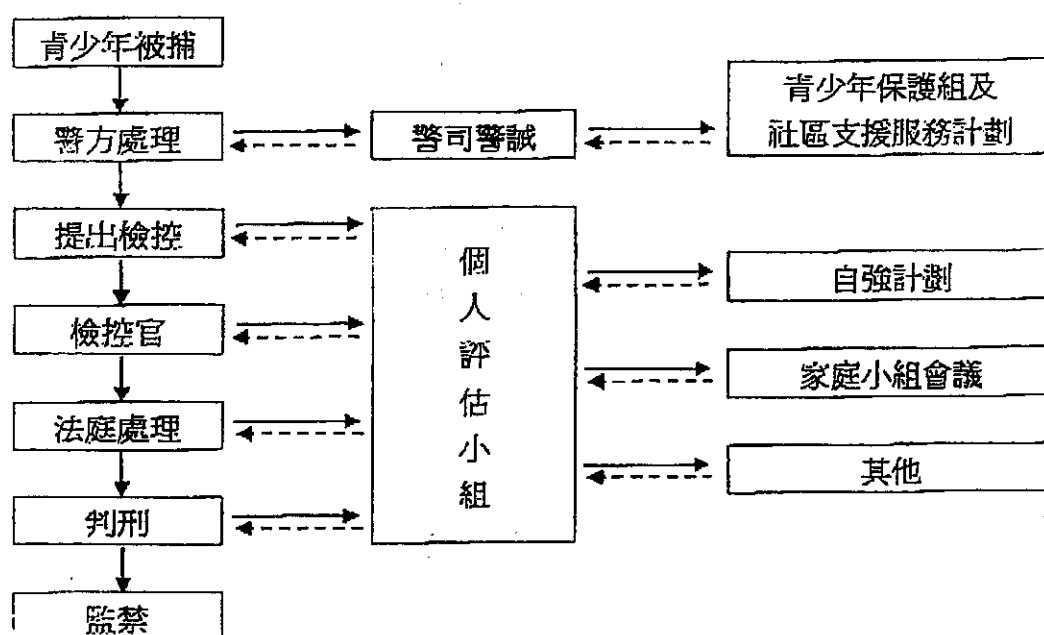 青少年被捕
警方處理
警司警誡
青少年保護組及
社區支援服務計劃
提出檢控
檢控官
法庭處理
判刑
監禁
個
人
評
估
小
組
自強計劃
家庭小組會議
其他